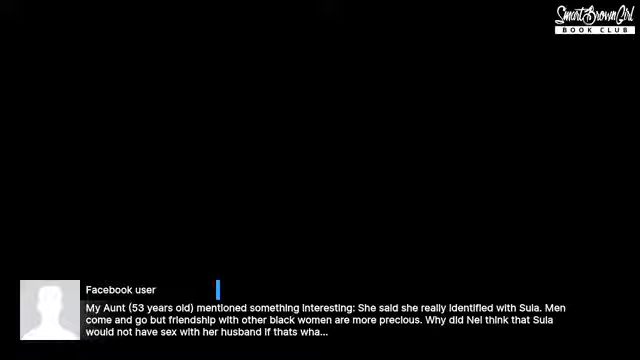 SmartBrownGirl
BOOK CLUB
Facebook user
My Aunt (53 years old) mentioned something interesting: She said she really identified with Sula. Men
come and go but friendship with other black women are more precious. Why did Nel think that Sula
would not have sex with her husband if thats wha...